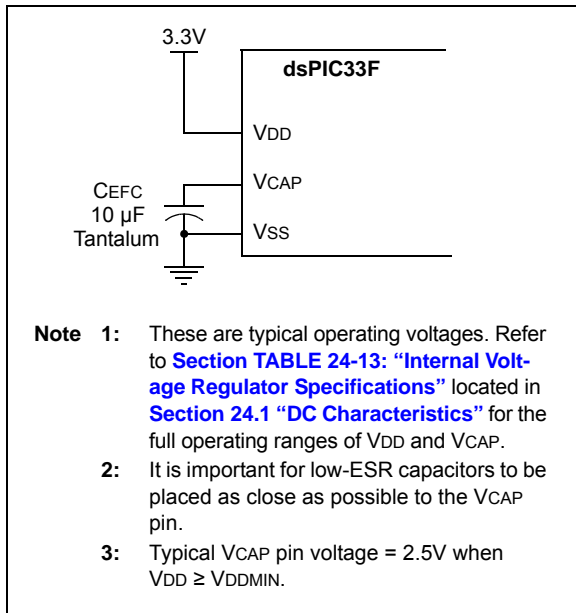 3.3V
dsPIC33F
VDD
VCAP
CEFC
10 µF
Tantalum
VSS
Note 1: These are typical operating voltages. Refer
to Section TABLE 24-13: “Internal Volt-
age Regulator Specifications” located in
Section 24.1 “DC Characteristics” for the
full operating ranges of VDD and VCAP.
2: It is important for low-ESR capacitors to be
placed as close as possible to the VCAP
pin.
3: Typical VCAP pin voltage = 2.5V when
VDD ≥ VDDMIN.